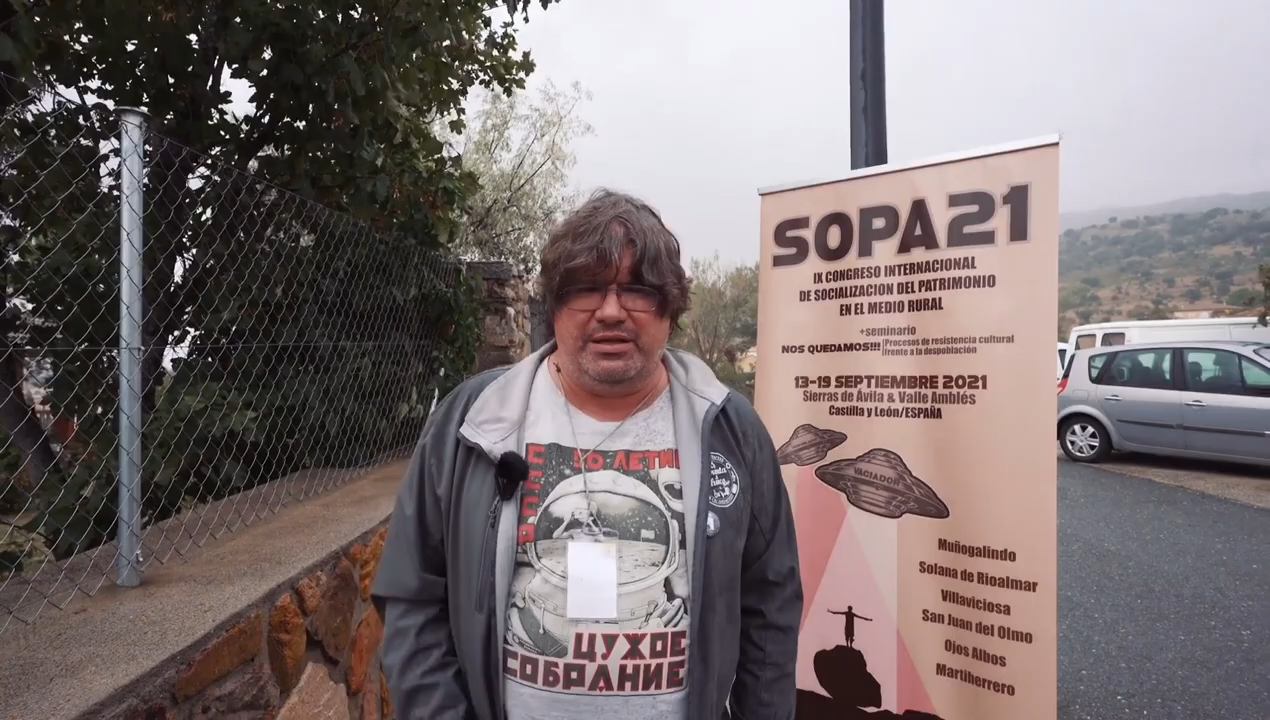 SOPA21
IX CONGRESO INTERNACIONAL
DE SOCIALIZACION DEL PATRIMONIO
EN EL MEDIO RURAL
+seminario
NOS QUEDAMOS!!!
Procesos de resistencia cultural
frente a la despoblación
13-19 SEPTIEMBRE 2021
Sierras de Ávila & Valle Amblés
Castilla y León/ESPAÑA
VACIADOR
Muñogalindo
Solana de Rioalmar
Villaviciosa
San Juan del Olmo
Ojos Albos
Martiherrero
50 ЛЕТИЕ
ЦУЖОЕ
СОБРАНИЕ